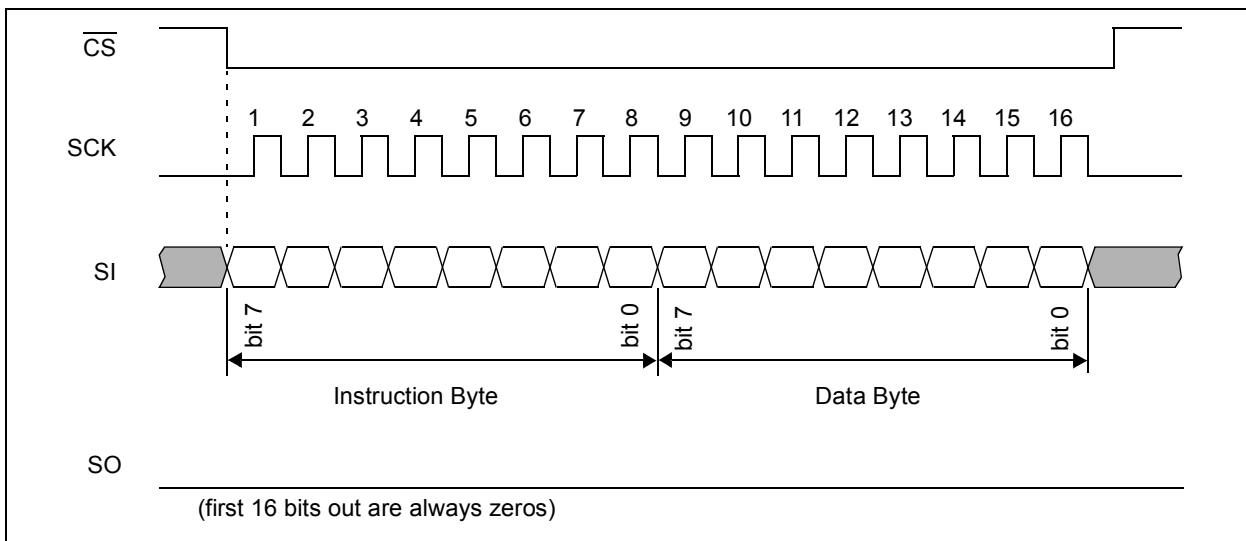 CS
1 2 3 4 5 6 7 8 9 10 11 12 13 14 15 16
SCK
SI
bit 7 bit 0 bit 7 bit 0
Instruction Byte Data Byte
SO
(first 16 bits out are always zeros)